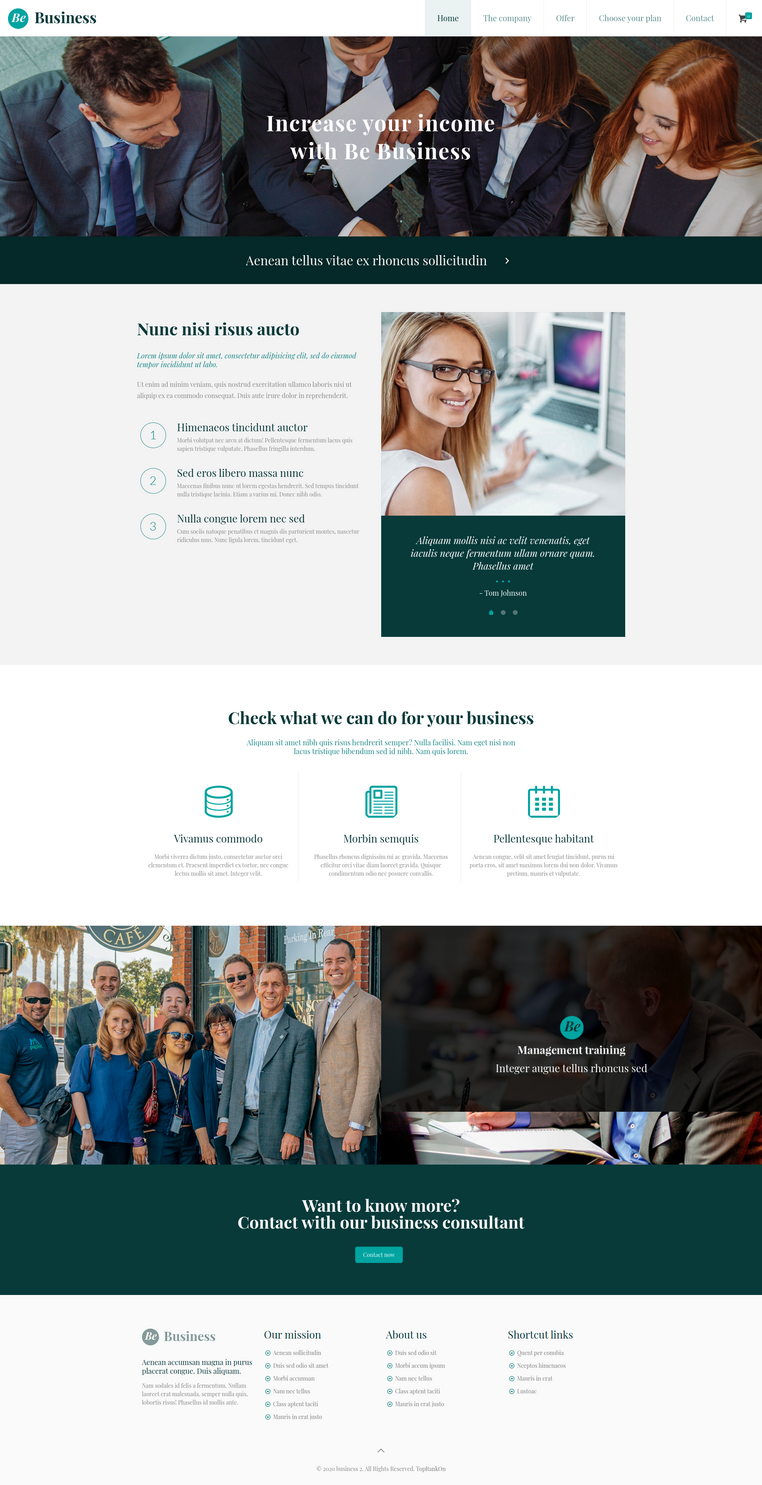 Be Business
Home
The company
Offer
Choose your plan
Contact
Increase your income
with Be Business
Aenean tellus vitae ex rhoncus sollicitudin
Nunc nisi risus aucto
Lorem ipsum dolor sit amet, consectetur adipisicing elit, sed do eiusmod
tempor incididunt ut labo.
Ut enim ad minim veniam, quis nostrud exercitation ullamco laboris nisi ut
aliquip ex ea commodo consequat. Duis aute irure dolor in reprehenderit.
1
Himenaeos tincidunt auctor
Morbi volutpat nec arcu at dictum! Pellentesque fermentum lacus quis
sapien tristique vulputate. Phasellus fringilla interdum.
2
Sed eros libero massa nunc
Maecenas finibus nunc ut lorem egestas hendrerit. Sed tempus tincidunt
nulla tristique lacinia. Etiam a varius mi. Donec nibh odio.
3
Nulla congue lorem nec sed
Cum sociis natoque penatibus et magnis dis parturient montes, nascetur
ridiculus mus. Nunc ligula lorem, tincidunt eget.
Aliquam mollis nisi ac velit venenatis, eget
iaculis neque fermentum ullam ornare quam.
Phasellus amet
- Tom Johnson
Check what we can do for your business
Aliquam sit amet nibh quis risus hendrerit semper? Nulla facilisi. Nam eget nisi non
lacus tristique bibendum sed id nibh. Nam quis lorem.
Vivamus commodo
Morbi viverra dictum justo, consectetur auctor orci
elementum et. Praesent imperdiet ex tortor, nec congue
lectus mollis sit amet. Integer velit.
Morbin semquis
Phasellus rhoncus dignissim mi ac gravida. Maecenas
efficitur orci vitae diam laoreet gravida. Quisque
condimentum odio nec posuere convallis.
Pellentesque habitant
Aenean congue, velit sit amet feugiat tincidunt, purus mi
porta eros, sit amet maximus lorem dui non dolor. Vivamus
pretium, mauris et vulputate.
CAFE
Parking In Rear
Be
Management training
Integer augue tellus rhoncus sed
Want to know more?
Contact with our business consultant
Contact now
Be Business
Aenean accumsan magna in purus
placerat congue. Duis aliquam.
Nam sodales id felis a fermentum. Nullam
laoreet erat malesuada, semper nulla quis,
lobortis risus! Phasellus id mollis ante.
Our mission
Aenean sollicitudin
Duis sed odio sit amet
Morbi accumsan
Nam nec tellus
Class aptent taciti
Mauris in erat justo
About us
Duis sed odio sit
Morbi accum ipsum
Nam nec tellus
Class aptent taciti
Mauris in erat justo
Shortcut links
Quent per conubia
Neeptos himenaeos
Mauris in erat
© 2020 business 2. All Rights Reserved. TopRankOn